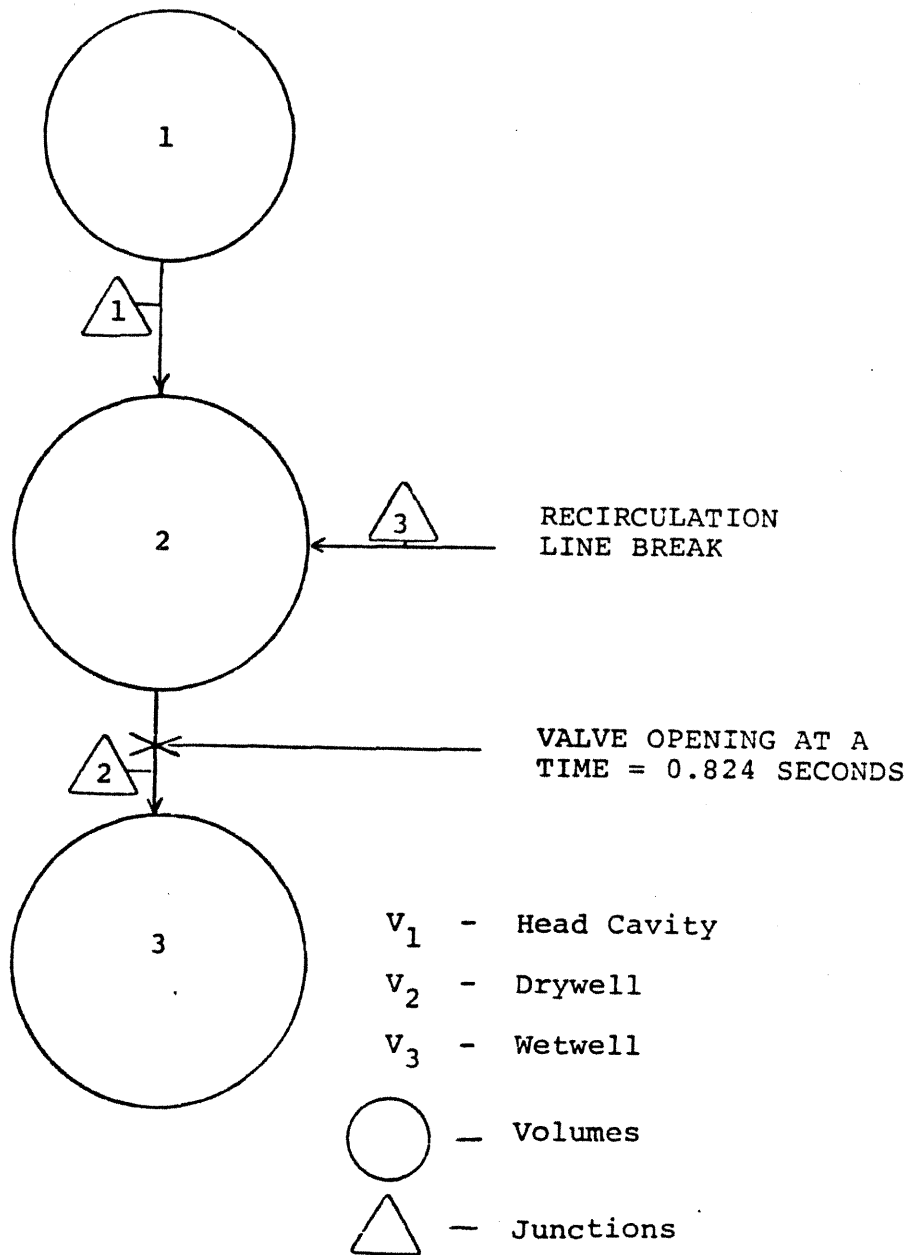 1
1
2
3
RECIRCULATION
LINE BREAK
VALVE OPENING AT A
TIME = 0.824 SECONDS
2
3
V1 - Head Cavity
V2 - Drywell
V3 - Wetwell
— Volumes
— Junctions